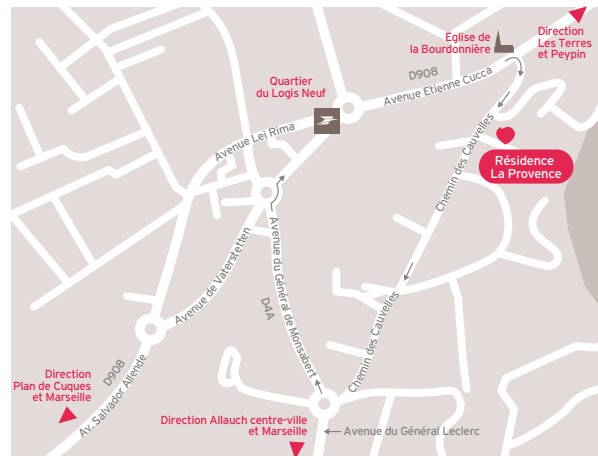 Direction
Les Terres
et Peypin
Église de
la Bourdonnière
D908
Avenue Etienne Cucca
Quartier
du Logis Neuf
Avenue Lei Rima
Chemin des Cauvelles
Résidence
La Provence
Avenue de Vaterstetten
Avenue du Général de Monsabert
D4A
Chemin des Cauvelles
Direction
Plan de Cuques
et Marseille
D908
Av. Salvador Allende
Direction Allauch centre-ville
et Marseille
Avenue du Général Leclerc